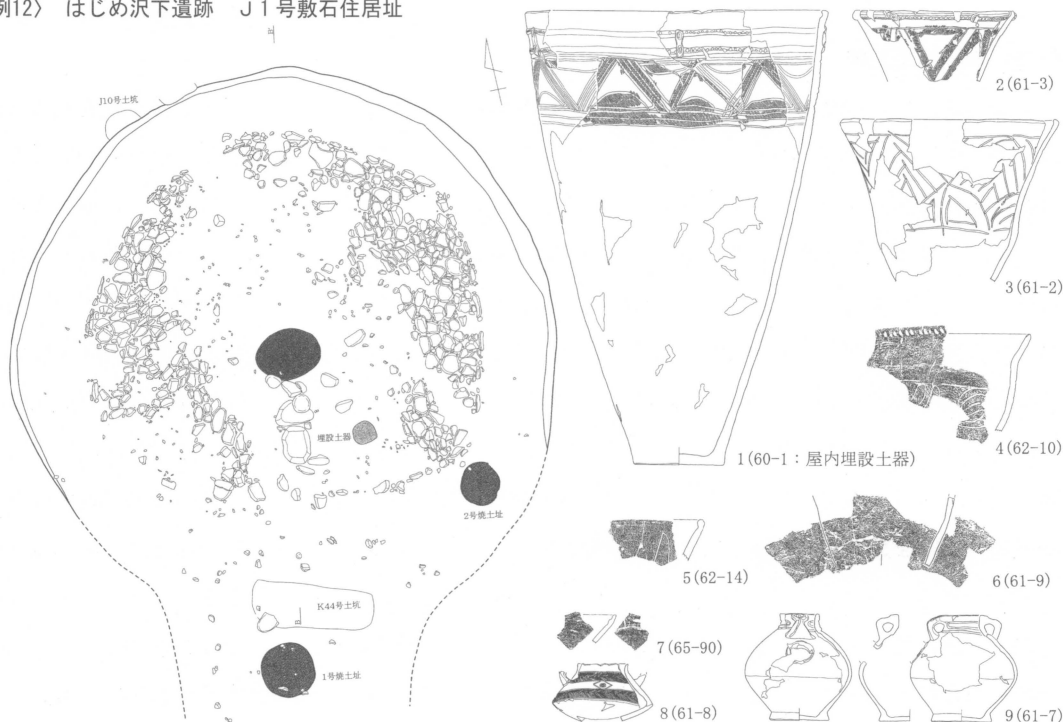 例12〉 はじめ沢下遺跡 J1号敷石住居址
J10号土坑
埋設土器
2号焼土址
K44号土坑
1号焼土址
1(60-1：屋内埋設土器)
2(61-3)
3(61-2)
4(62-10)
5(62-14)
6(61-9)
7(65-90)
8(61-8)
9(61-7)